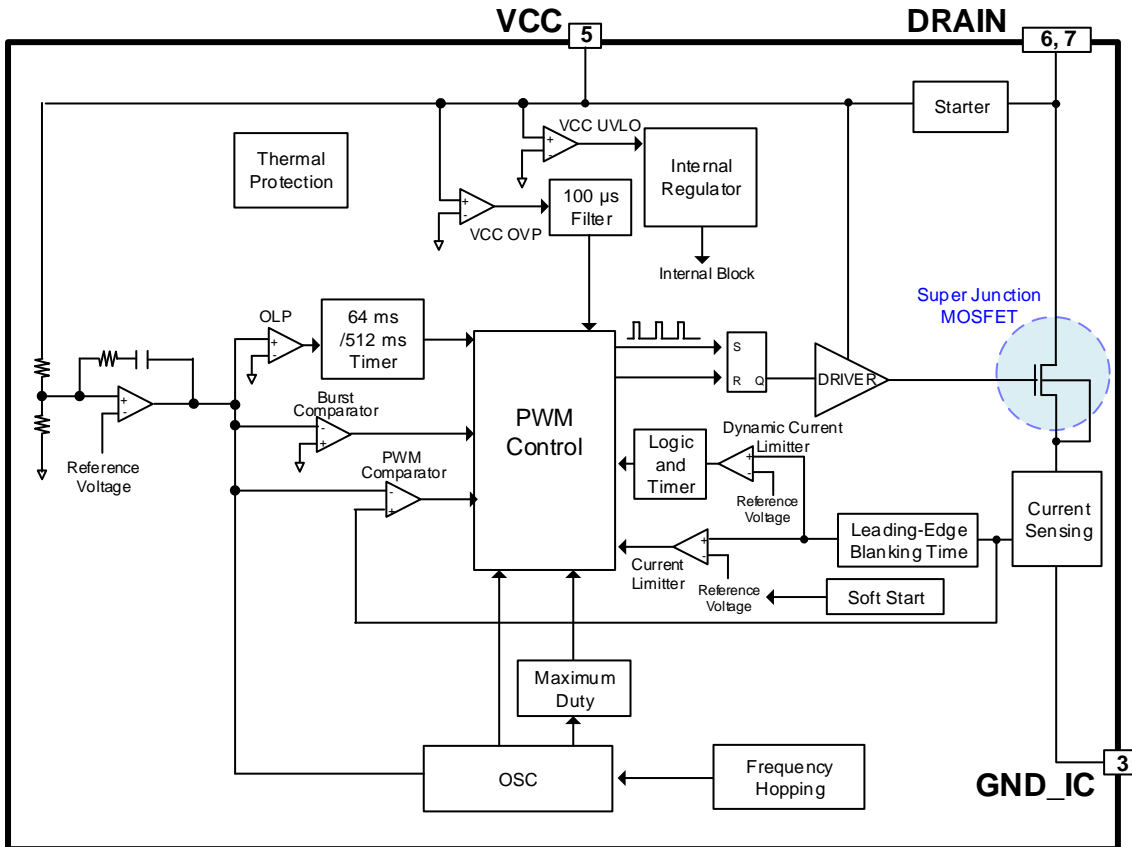 VCC
DRAIN
5
6, 7
Starter
VCC UVLO
+
-
Thermal
Protection
Internal
Regulator
+
-
100 µs
Filter
VCC OVP
Internal Block
Super Junction
MOSFET
OLP
+
-
64 ms
/512 ms
Timer
S
R
Q
DRIVER
+
-
Reference
Voltage
Burst Comparator
-
+
PWM
Control
Logic
and
Timer
Dynamic Current
Limitter
+
-
Reference
Voltage
PWM
Comparator
-
+
Current
Sensing
Leading-Edge
Blanking Time
+
-
Current
Limitter
Reference
Voltage
Soft Start
Maximum
Duty
OSC
Frequency
Hopping
3
GND_IC